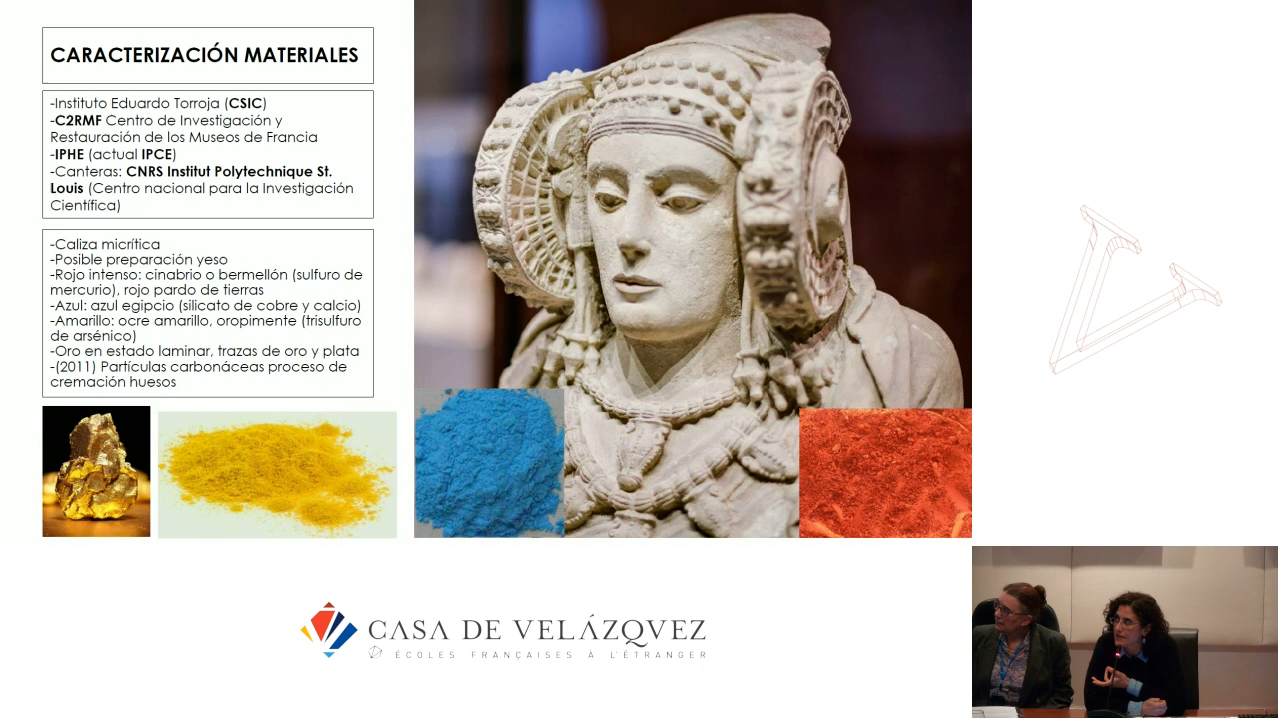 CARACTERIZACIÓN MATERIALES
-Instituto Eduardo Torroja (CSIC)
-C2RMF Centro de Investigación y
Restauración de los Museos de Francia
-IPHE (actual IPCE)
-Canteras: CNRS Institut Polytechnique St.
Louis (Centro nacional para la Investigación
Científica)
-Caliza micrítica
-Posible preparación yeso
-Rojo intenso: cinabrio o bermellón (sulfuro de
mercurio), rojo pardo de tierras
-Azul: azul egipcio (silicato de cobre y calcio)
-Amarillo: ocre amarillo, oropimente (trisulfuro
de arsénico)
-Oro en estado laminar, trazas de oro y plata
-(2011) Partículas carbonáceas proceso de
cremación huesos
CASA DE VELÁZQVEZ
ÉCOLES FRANÇAISES À L'ÉTRANGER